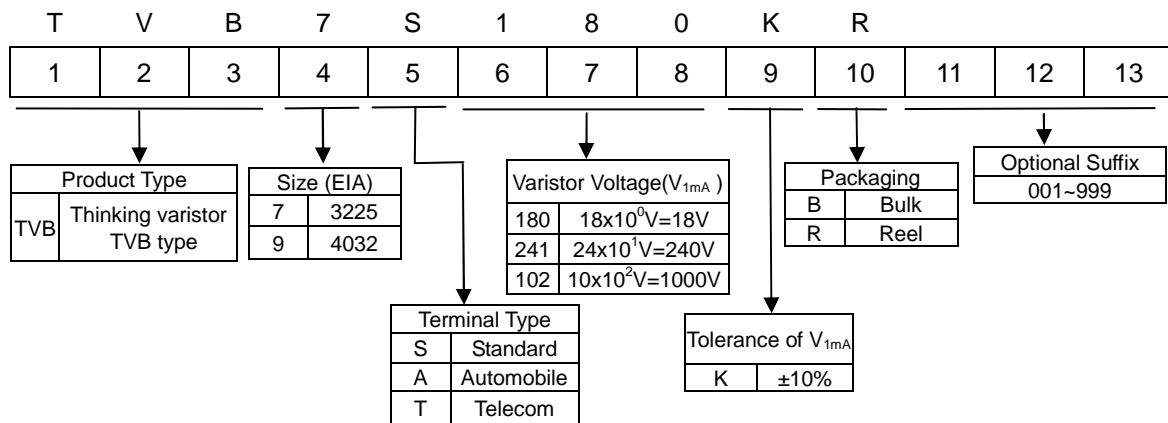 T V B 7 S 1 8 0 K R
1 2 3 4 5 6 7 8 9 10 11 12 13
Product Type
TVB Thinking varistor
TVB type
Size (EIA)
7 3225
9 4032
Terminal Type
S Standard
A Automobile
T Telecom
Varistor Voltage(V₁ₘA )
180 18x10⁰V=18V
241 24x10¹V=240V
102 10x10²V=1000V
Tolerance of V₁ₘA
K ±10%
Packaging
B Bulk
R Reel
Optional Suffix
001~999